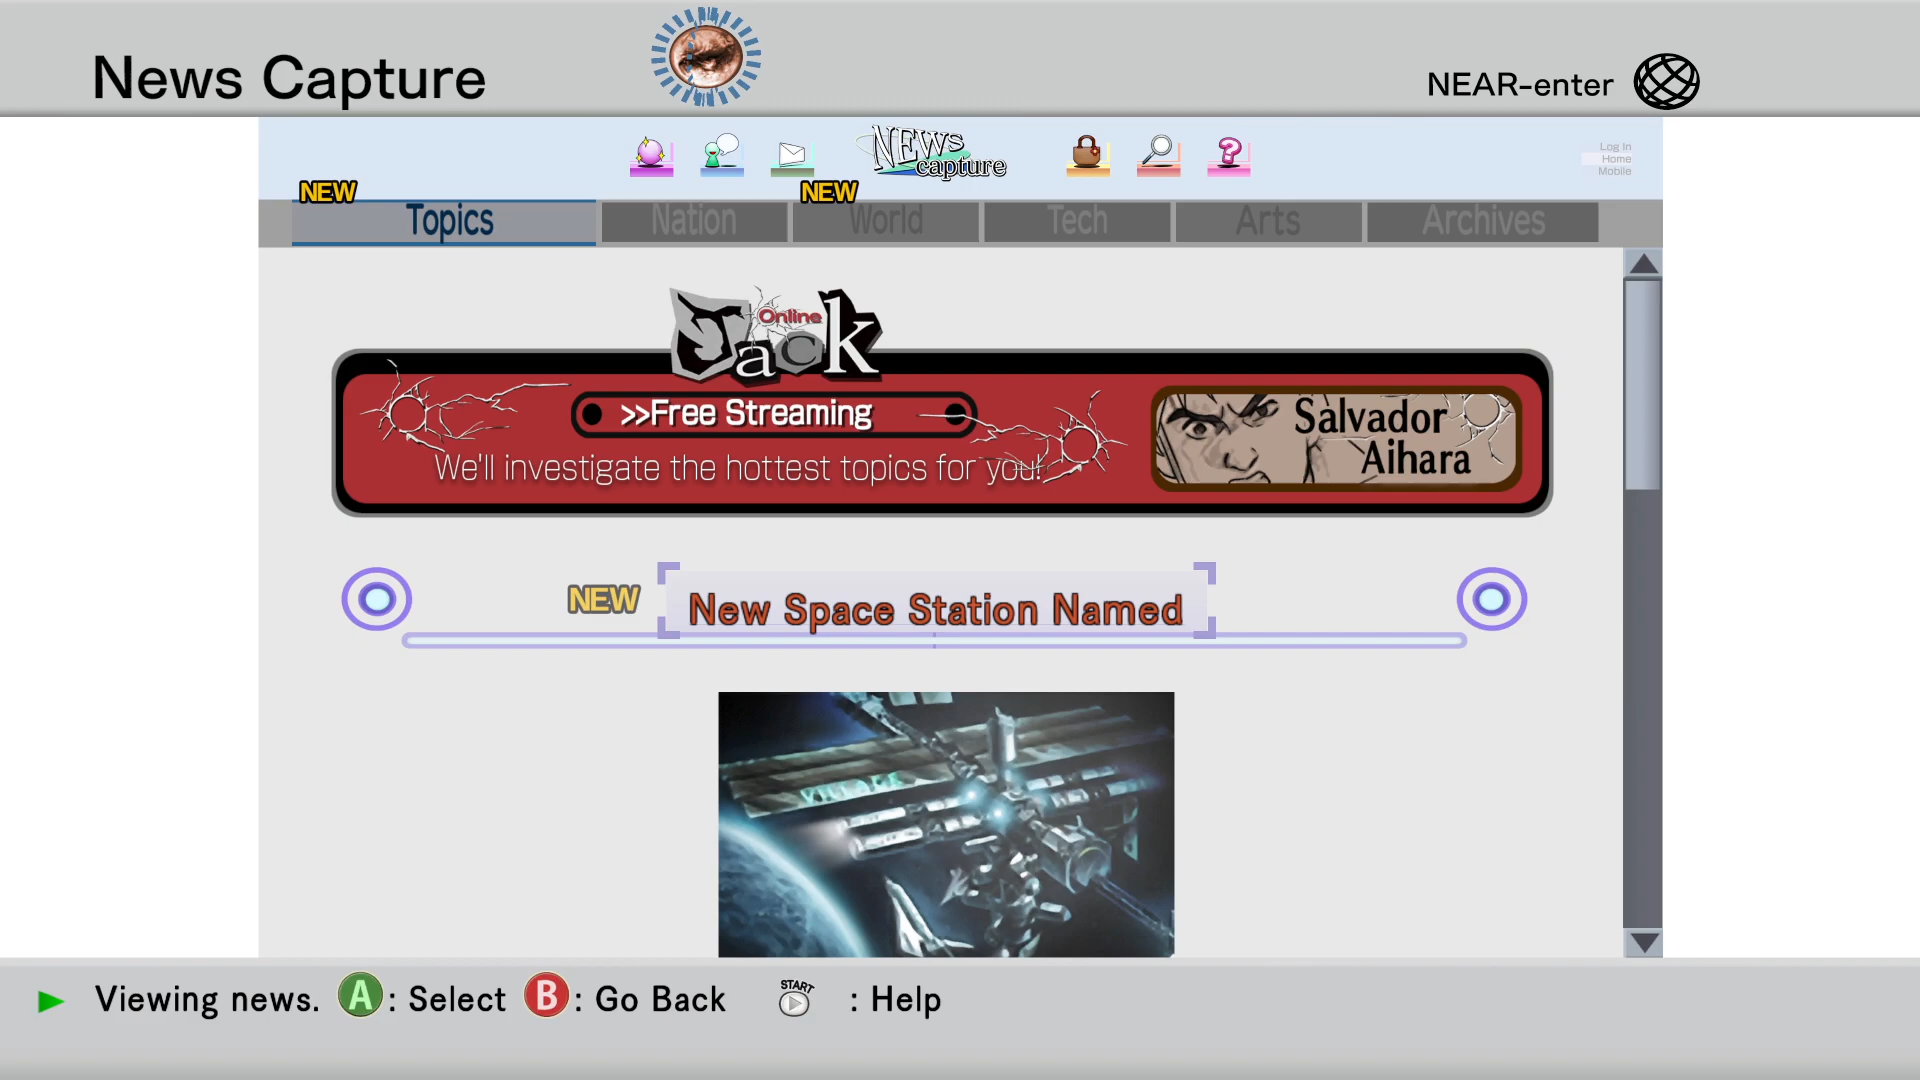 News Capture
NEAR-enter
NEWS
capture
Log In
Home
Mobile
NEW
NEW
Topics
Nation
World
Tech
Arts
Archives
Online
Jack
>>Free Streaming
We'll investigate the hottest topics for you!
Salvador
Aihara
NEW
New Space Station Named
Viewing news. A : Select B : Go Back START : Help